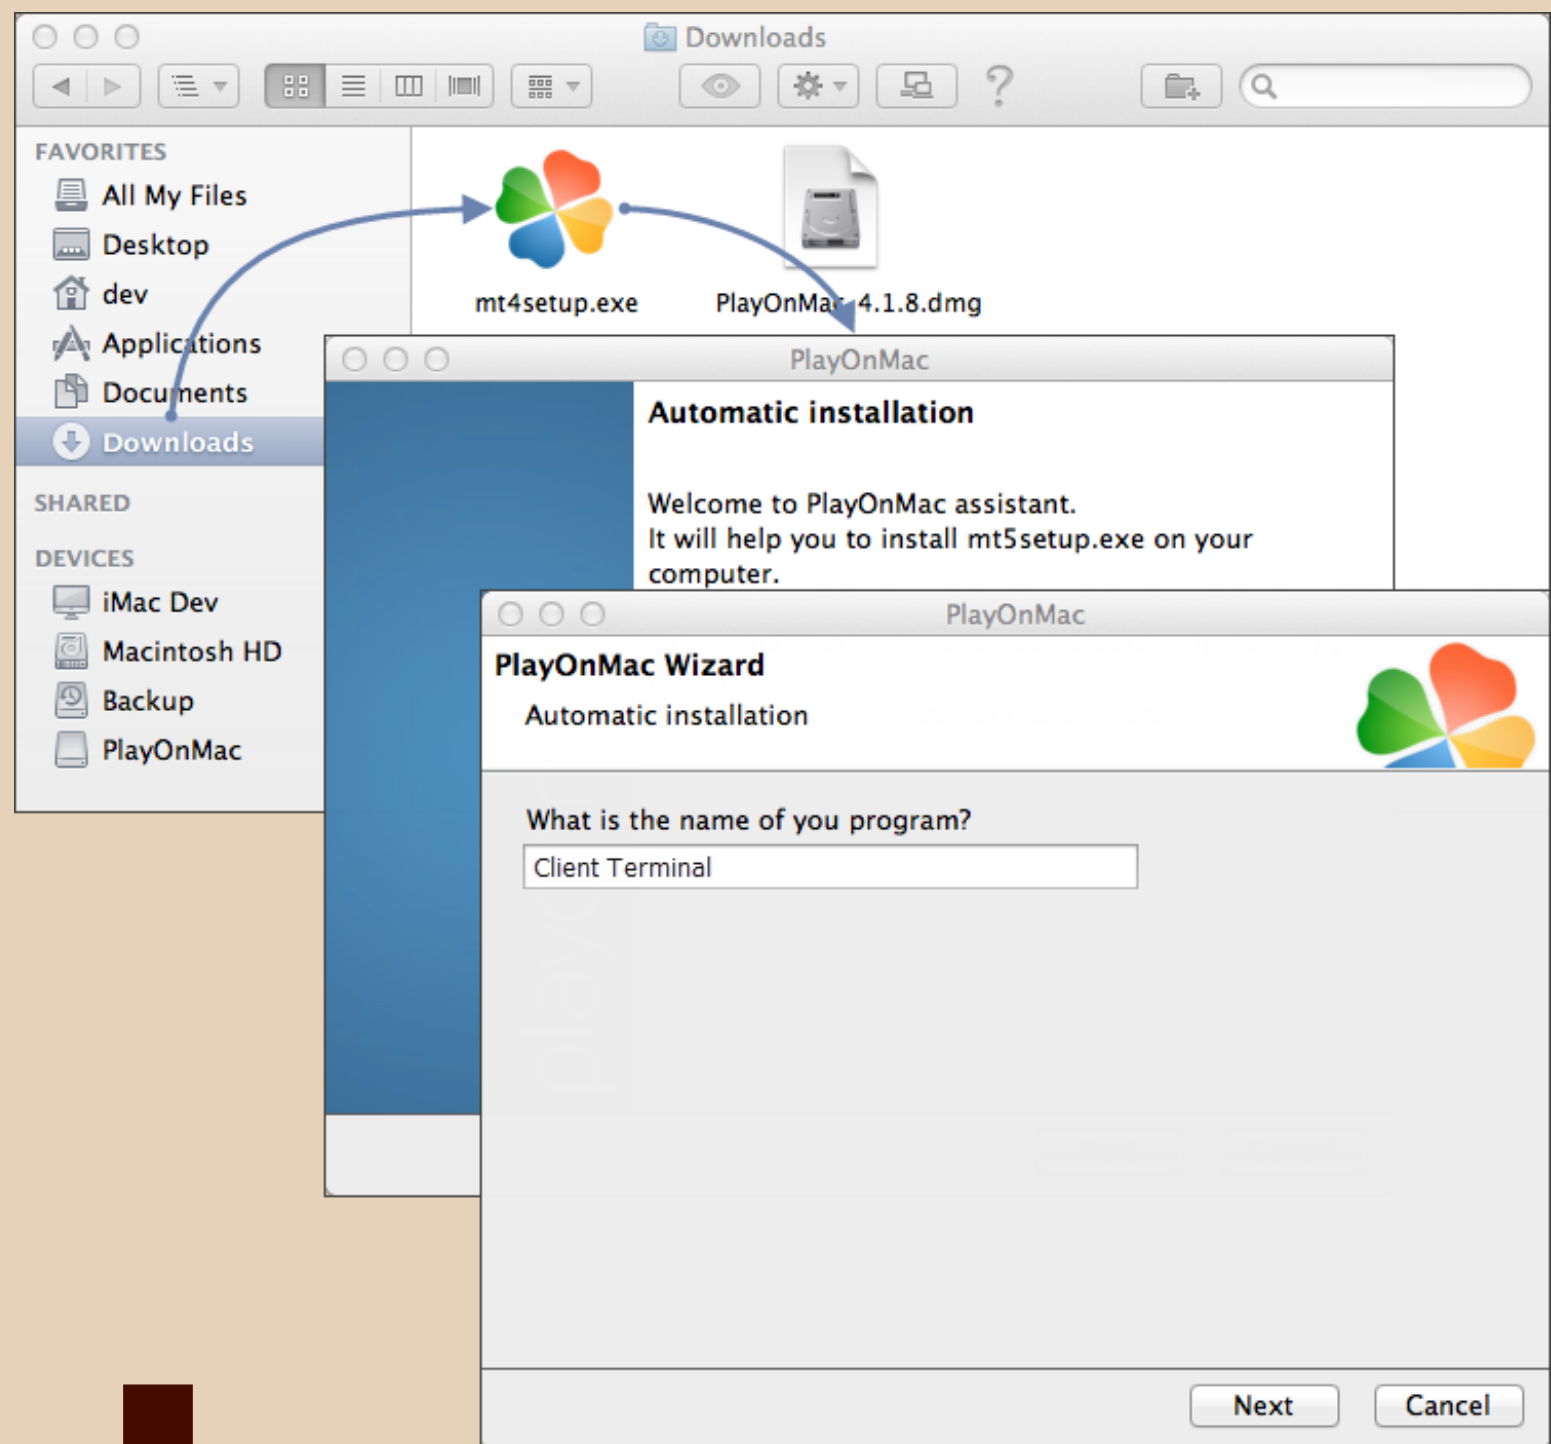 Downloads
FAVORITES
All My Files
Desktop
dev
Applications
Documents
Downloads
SHARED
DEVICES
iMac Dev
Macintosh HD
Backup
PlayOnMac
mt4setup.exe
PlayOnMac 4.1.8.dmg
PlayOnMac
Automatic installation
Welcome to PlayOnMac assistant.
It will help you to install mt5setup.exe on your
computer.
PlayOnMac
PlayOnMac Wizard
Automatic installation
What is the name of you program?
Client Terminal
Next
Cancel